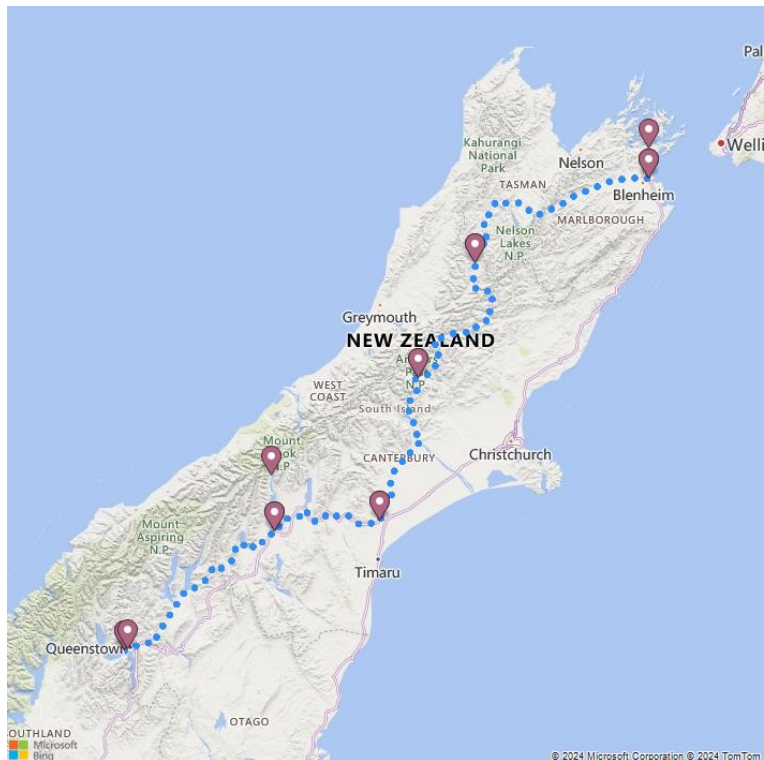 Pal
Kahurangi
National
Park
Nelson
Welli
TASMAN
Blenheim
MARLBOROUGH
Nelson
Lakes
N.P.
Greymouth
NEW ZEALAND
N.P.
WEST
COAST
South Island
Mount
N.P.
CANTERBURY
Christchurch
Mount
Aspiring
N.P.
Timaru
Queenstown
OTAGO
OUTHLAND
Microsoft
Bing
© 2024 Microsoft Corporation © 2024 TomTom